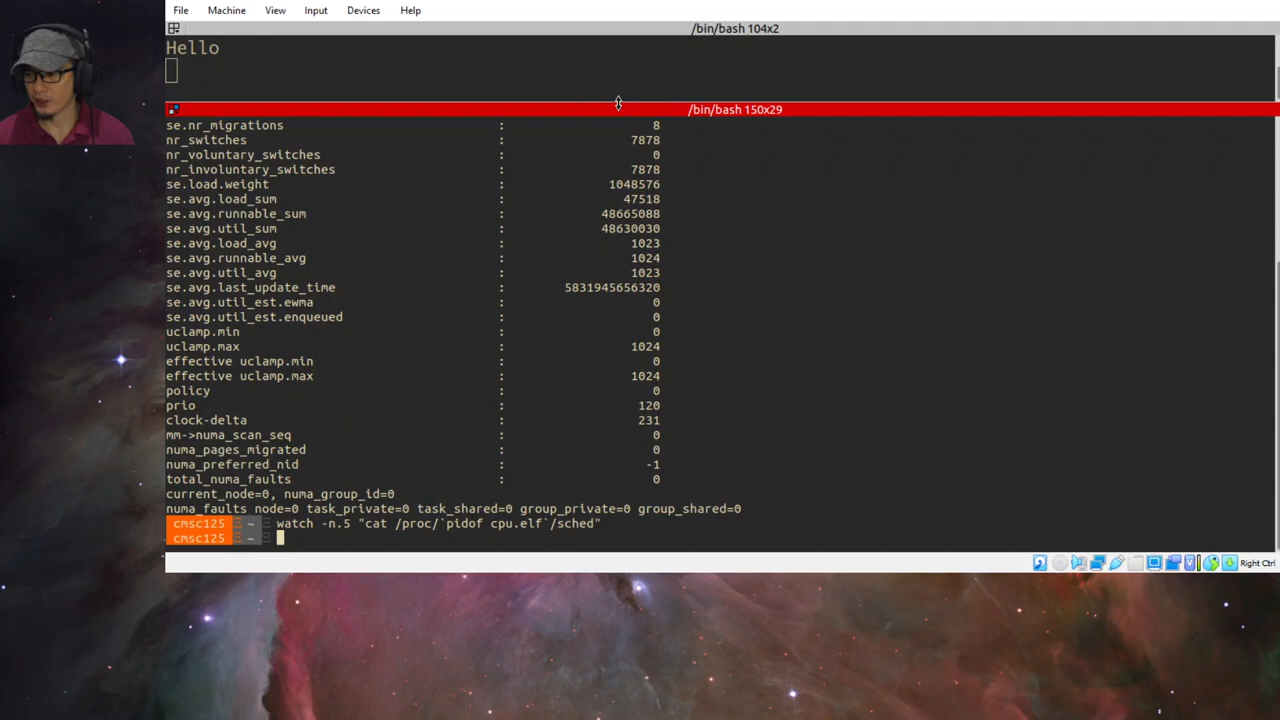 File Machine View Input Devices Help
/bin/bash 104x2
Hello
/bin/bash 150x29
se.nr_migrations : 8
nr_switches : 7878
nr_voluntary_switches : 0
nr_involuntary_switches : 7878
se.load.weight : 1048576
se.avg.load_sum : 47518
se.avg.runnable_sum : 48665088
se.avg.util_sum : 48630030
se.avg.load_avg : 1023
se.avg.runnable_avg : 1024
se.avg.util_avg : 1023
se.avg.last_update_time : 5831945656320
se.avg.util_est.ewma : 0
se.avg.util_est.enqueued : 0
uclamp.min : 0
uclamp.max : 1024
effective uclamp.min : 0
effective uclamp.max : 1024
policy : 0
prio : 120
clock-delta : 231
mm->numa_scan_seq : 0
numa_pages_migrated : 0
numa_preferred_nid : -1
total_numa_faults : 0
current_node=0, numa_group_id=0
numa_faults node=0 task_private=0 task_shared=0 group_private=0 group_shared=0
cmsc125 ~ watch -n.5 "cat /proc/`pidof cpu.elf`/sched"
cmsc125 ~
Right Ctrl